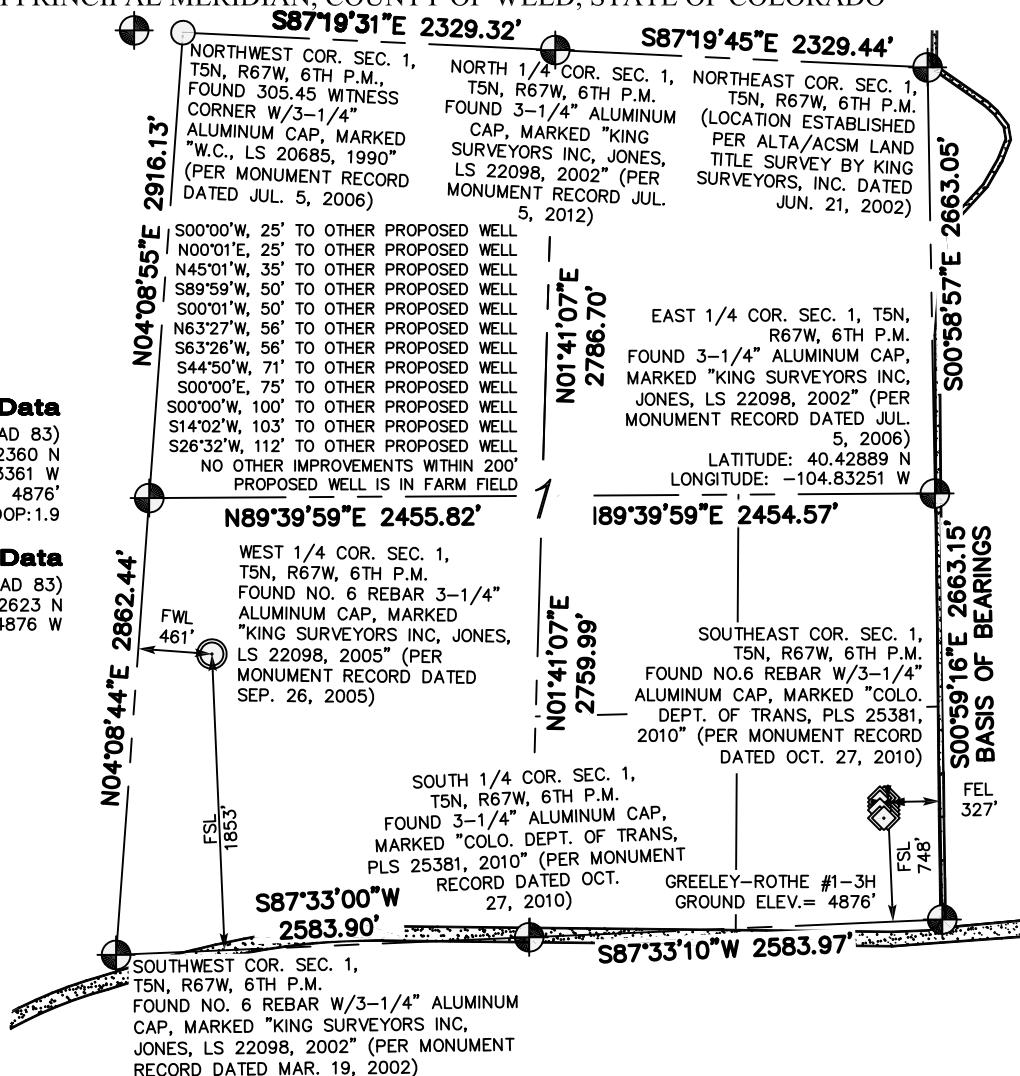 PRINCIPAL MERIDIAN, COUNTY OF WELD, STATE OF COLORADO
S87°19'31"E 2329.32'
S87°19'45"E 2329.44'
NORTHWEST COR. SEC. 1,
T5N, R67W, 6TH P.M.,
FOUND 305.45 WITNESS
CORNER W/3-1/4"
ALUMINUM CAP, MARKED
"W.C., LS 20685, 1990"
(PER MONUMENT RECORD
DATED JUL. 5, 2006)
NORTH 1/4 COR. SEC. 1,
T5N, R67W, 6TH P.M.
FOUND 3-1/4" ALUMINUM
CAP, MARKED "KING
SURVEYORS INC, JONES,
LS 22098, 2002" (PER
MONUMENT RECORD JUL.
5, 2012)
NORTHEAST COR. SEC. 1,
T5N, R67W, 6TH P.M.
(LOCATION ESTABLISHED
PER ALTA/ACSM LAND
TITLE SURVEY BY KING
SURVEYORS, INC. DATED
JUN. 21, 2002)
N04°08'55"E 2916.13'
S00°58'57"E 2663.05'
S00°00'W, 25' TO OTHER PROPOSED WELL
N00°01'E, 25' TO OTHER PROPOSED WELL
N45°01'W, 35' TO OTHER PROPOSED WELL
S89°59'W, 50' TO OTHER PROPOSED WELL
S00°01'W, 50' TO OTHER PROPOSED WELL
N63°27'W, 56' TO OTHER PROPOSED WELL
S63°26'W, 56' TO OTHER PROPOSED WELL
S44°50'W, 71' TO OTHER PROPOSED WELL
S00°00'E, 75' TO OTHER PROPOSED WELL
S00°00'W, 100' TO OTHER PROPOSED WELL
S14°02'W, 103' TO OTHER PROPOSED WELL
S26°32'W, 112' TO OTHER PROPOSED WELL
NO OTHER IMPROVEMENTS WITHIN 200'
PROPOSED WELL IS IN FARM FIELD
N01°41'07"E
2786.70'
EAST 1/4 COR. SEC. 1, T5N,
R67W, 6TH P.M.
FOUND 3-1/4" ALUMINUM CAP,
MARKED "KING SURVEYORS INC,
JONES, LS 22098, 2002" (PER
MONUMENT RECORD DATED JUL.
5, 2006)
LATITUDE: 40.42889 N
LONGITUDE: -104.83251 W
Data
AD 83)
2360 N
3361 W
4876'
OP: 1.9
Data
AD 83)
2623 N
4876 W
N89°39'59"E 2455.82'
1
89°39'59"E 2454.57'
N04°08'44"E 2862.44'
FWL
461'
WEST 1/4 COR. SEC. 1,
T5N, R67W, 6TH P.M.
FOUND NO. 6 REBAR 3-1/4"
ALUMINUM CAP, MARKED
"KING SURVEYORS INC, JONES,
LS 22098, 2005" (PER
MONUMENT RECORD DATED
SEP. 26, 2005)
N01°41'07"E
2759.99'
SOUTHEAST COR. SEC. 1,
T5N, R67W, 6TH P.M.
FOUND NO.6 REBAR W/3-1/4"
ALUMINUM CAP, MARKED "COLO.
DEPT. OF TRANS, PLS 25381,
2010" (PER MONUMENT RECORD
DATED OCT. 27, 2010)
S00°59'16"E 2663.15'
BASIS OF BEARINGS
FSL
1853'
SOUTH 1/4 COR. SEC. 1,
T5N, R67W, 6TH P.M.
FOUND 3-1/4" ALUMINUM CAP,
MARKED "COLO. DEPT. OF TRANS,
PLS 25381, 2010" (PER MONUMENT
RECORD DATED OCT.
27, 2010)
FEL
327'
FSL
748'
GREELEY-ROTHE #1-3H
GROUND ELEV.= 4876'
S87°33'00"W
2583.90'
S87°33'10"W 2583.97'
SOUTHWEST COR. SEC. 1,
T5N, R67W, 6TH P.M.
FOUND NO. 6 REBAR W/3-1/4" ALUMINUM
CAP, MARKED "KING SURVEYORS INC,
JONES, LS 22098, 2002" (PER MONUMENT
RECORD DATED MAR. 19, 2002)